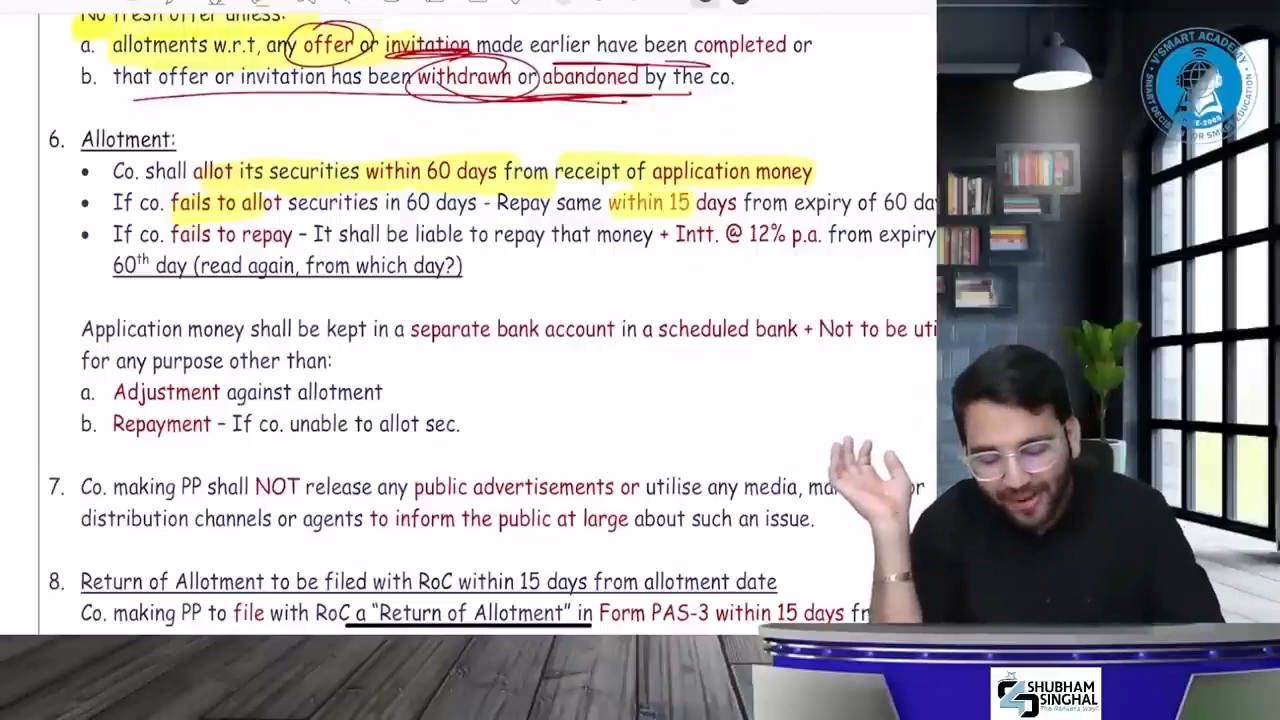 No fresh offer unless:
a. allotments w.r.t, any offer or invitation made earlier have been completed or
b. that offer or invitation has been withdrawn or abandoned by the co.
6. Allotment:
• Co. shall allot its securities within 60 days from receipt of application money
• If co. fails to allot securities in 60 days - Repay same within 15 days from expiry of 60
• If co. fails to repay – It shall be liable to repay that money + Intt. @ 12% p.a. from expiry
60th day (read again, from which day?)
Application money shall be kept in a separate bank account in a scheduled bank + Not to be
for any purpose other than:
a. Adjustment against allotment
b. Repayment – If co. unable to allot sec.
7. Co. making PP shall NOT release any public advertisements or utilise any media, or
distribution channels or agents to inform the public at large about such an issue.
8. Return of Allotment to be filed with RoC within 15 days from allotment date
Co. making PP to file with RoC a "Return of Allotment" in Form PAS-3 within 15 days
VSMART ACADEMY
SHUBHAM
SINGHAL
The Rankers Way!